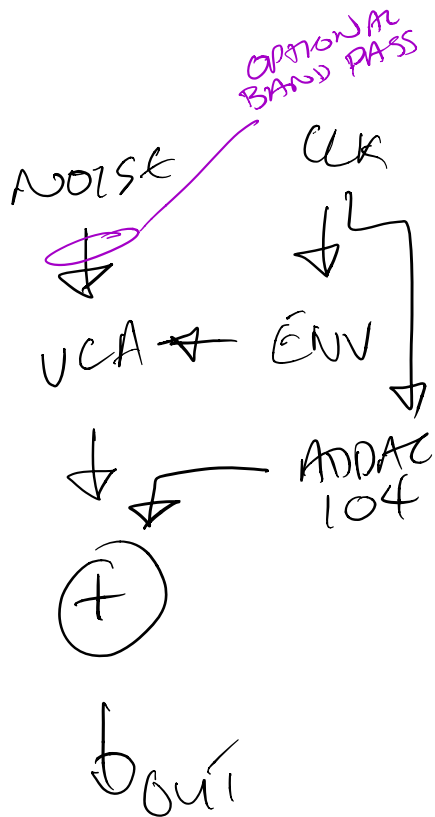 OPTIONAL
BAND PASS
NOISE
CLK
VCA
ENV
ADDAC
104
+
OUT